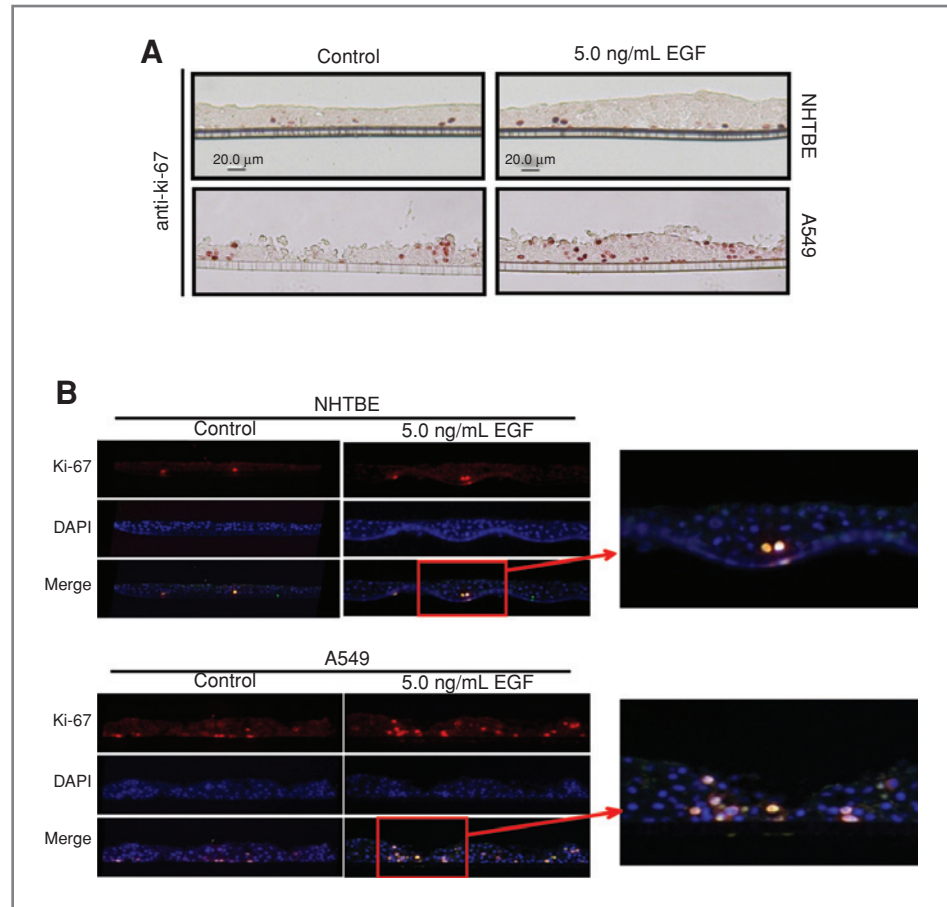 A
Control
5.0 ng/mL EGF
anti-ki-67
20.0 μm
20.0 μm
NHTBE
A549
B
NHTBE
Control
5.0 ng/mL EGF
Ki-67
DAPI
Merge
A549
Control
5.0 ng/mL EGF
Ki-67
DAPI
Merge